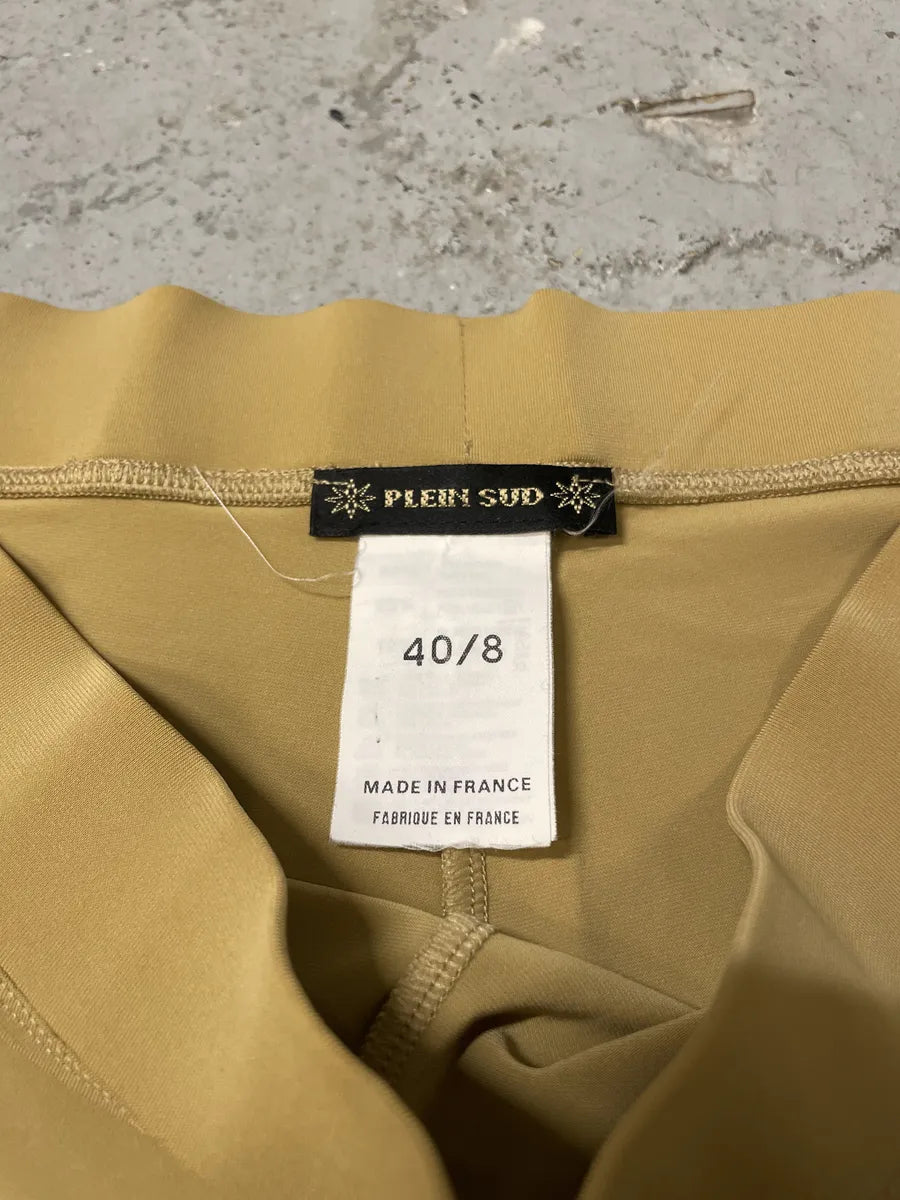 PLEIN SUD
40/8
MADE IN FRANCE
FABRIQUE EN FRANCE